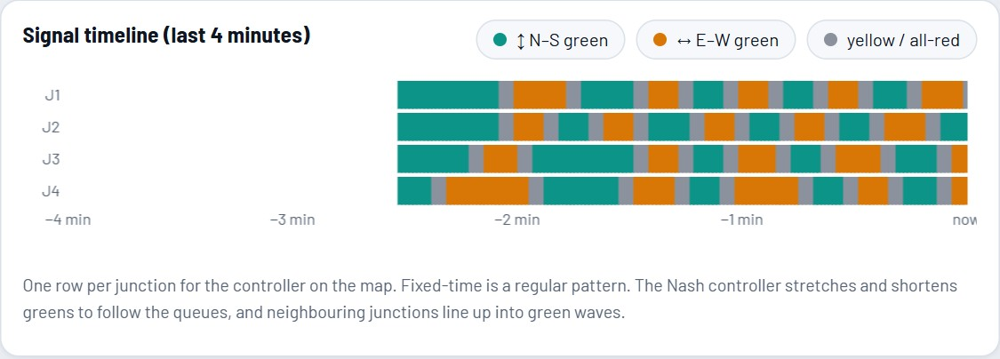 Signal timeline (last 4 minutes)
↕ N–S green
↔ E–W green
yellow / all-red
J1
J2
J3
J4
−4 min
−3 min
−2 min
−1 min
now
One row per junction for the controller on the map. Fixed-time is a regular pattern. The Nash controller stretches and shortens
greens to follow the queues, and neighbouring junctions line up into green waves.